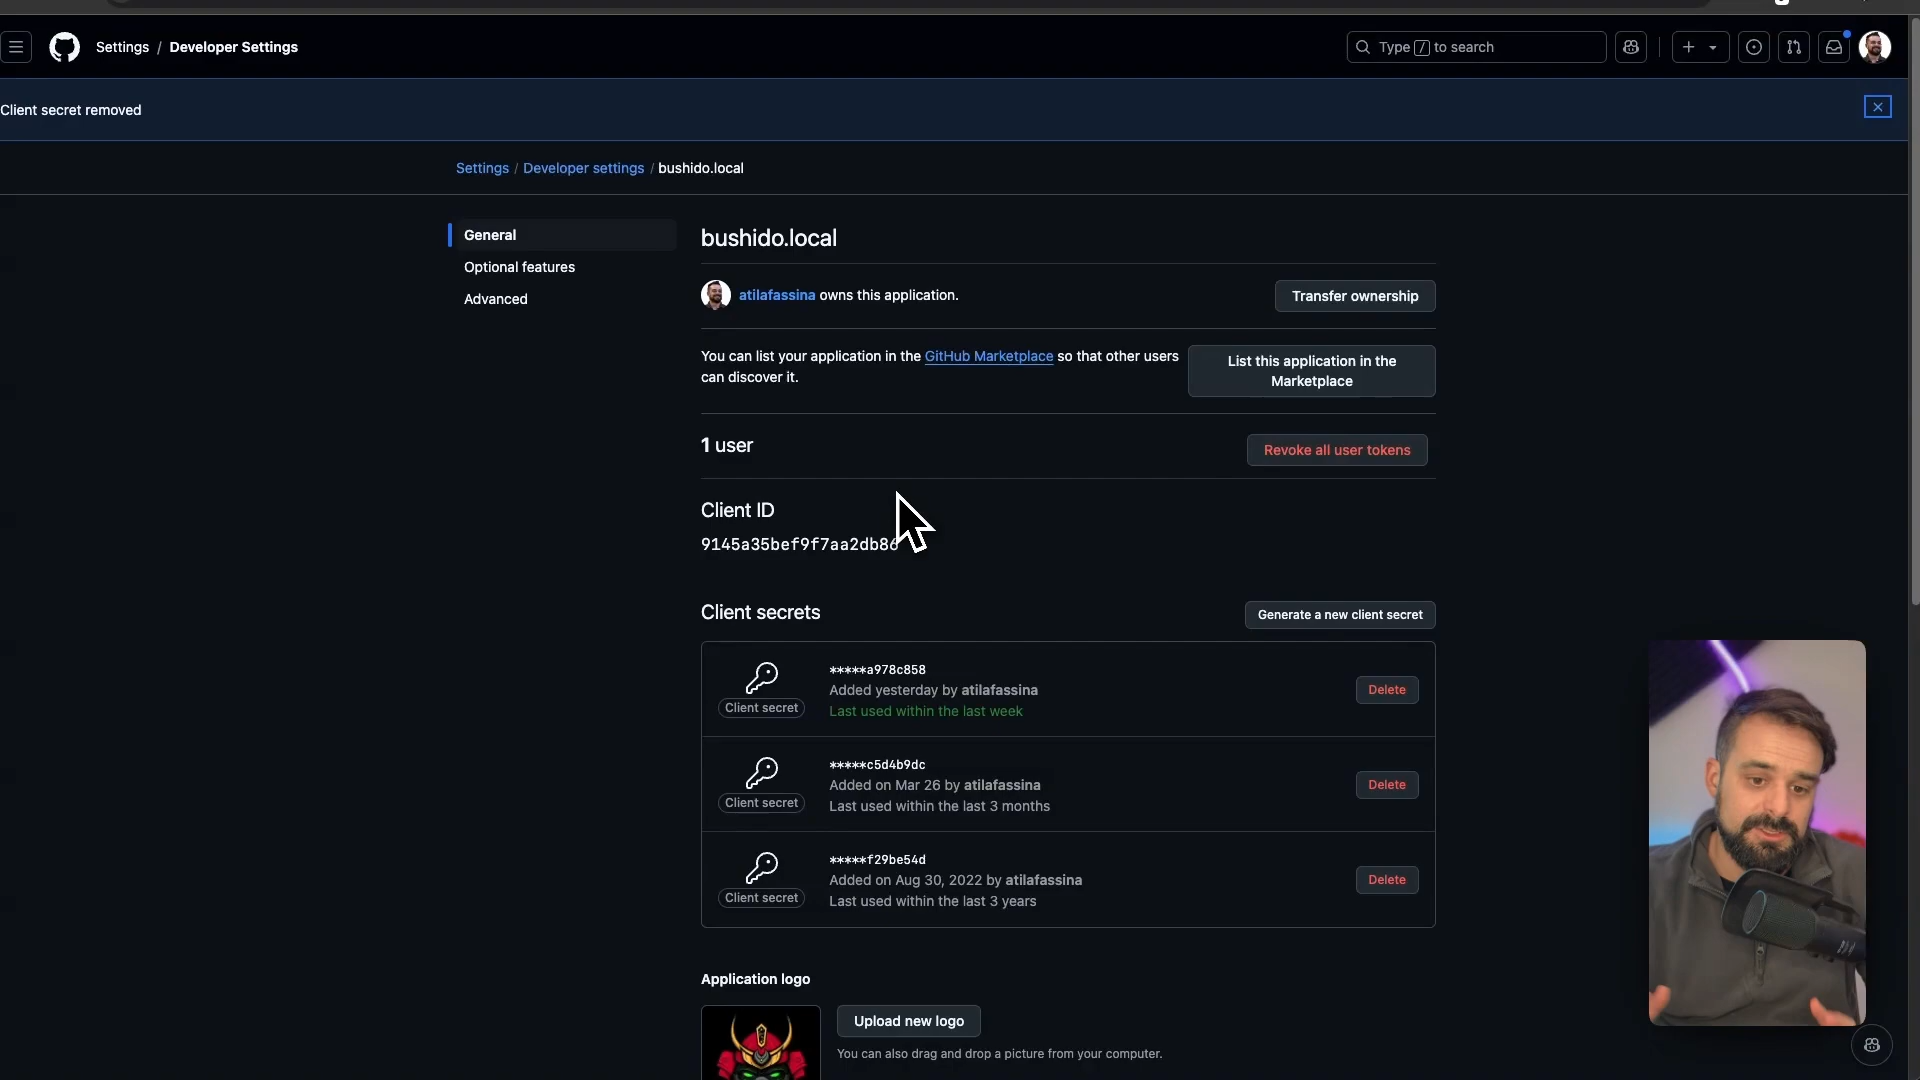 Settings / Developer Settings
Type / to search
Client secret removed
Settings / Developer settings / bushido.local
General
Optional features
Advanced
bushido.local
atilafassina owns this application.
Transfer ownership
You can list your application in the GitHub Marketplace so that other users
can discover it.
List this application in the
Marketplace
1 user
Revoke all user tokens
Client ID
9145a35bef9f7aa2db86
Client secrets
Generate a new client secret
*****a978c858
Added yesterday by atilafassina
Last used within the last week
Client secret
Delete
*****c5d4b9dc
Added on Mar 26 by atilafassina
Last used within the last 3 months
Client secret
Delete
*****f29be54d
Added on Aug 30, 2022 by atilafassina
Last used within the last 3 years
Client secret
Delete
Application logo
Upload new logo
You can also drag and drop a picture from your computer.